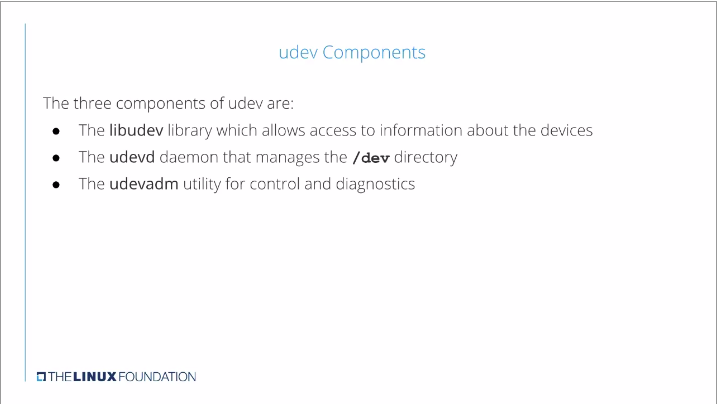 udev Components
The three components of udev are:
● The libudev library which allows access to information about the devices
● The udevd daemon that manages the /dev directory
● The udevadm utility for control and diagnostics
THE LINUX FOUNDATION